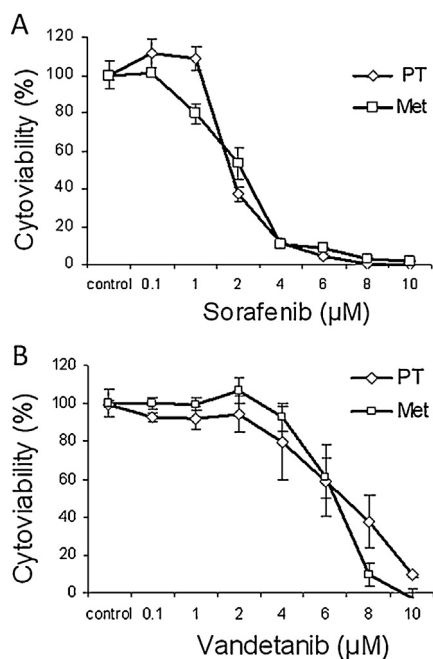 A
120
100
80
60
40
20
0
Cytoviability (%)
PT
Met
control 0.1 1 2 4 6 8 10
Sorafenib (µM)
B
120
100
80
60
40
20
0
Cytoviability (%)
PT
Met
control 0.1 1 2 4 6 8 10
Vandetanib (µM)